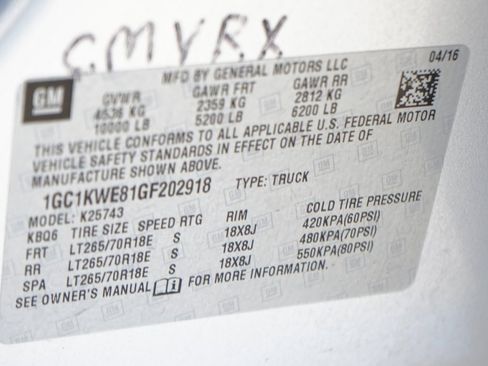 GMVRX
MFD BY GENERAL MOTORS LLC
04/16
GM
GVWR GAWR FRT GAWR RR
4536 KG 2359 KG 2812 KG
10000 LB 5200 LB 6200 LB
THIS VEHICLE CONFORMS TO ALL APPLICABLE U.S. FEDERAL MOTOR
VEHICLE SAFETY STANDARDS IN EFFECT ON THE DATE OF
MANUFACTURE SHOWN ABOVE.
1GC1KWE81GF202918 TYPE: TRUCK
MODEL: K25743
KBQ6 TIRE SIZE SPEED RTG RIM COLD TIRE PRESSURE
FRT LT265/70R18E S 18X8J 420KPA(60PSI)
RR LT265/70R18E S 18X8J 480KPA(70PSI)
SPA LT265/70R18E S 18X8J 550KPA(80PSI)
SEE OWNER'S MANUAL FOR MORE INFORMATION.